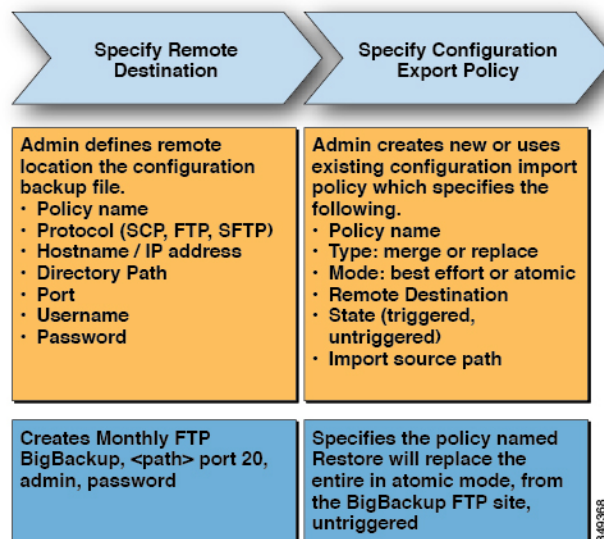 Specify Remote
Destination
Specify Configuration
Export Policy
Admin defines remote
location the configuration
backup file.
• Policy name
• Protocol (SCP, FTP, SFTP)
• Hostname / IP address
• Directory Path
• Port
• Username
• Password
Admin creates new or uses
existing configuration import
policy which specifies the
following.
• Policy name
• Type: merge or replace
• Mode: best effort or atomic
• Remote Destination
• State (triggered,
untriggered)
• Import source path
Creates Monthly FTP
BigBackup, <path> port 20,
admin, password
Specifies the policy named
Restore will replace the
entire in atomic mode, from
the BigBackup FTP site,
untriggered
349368